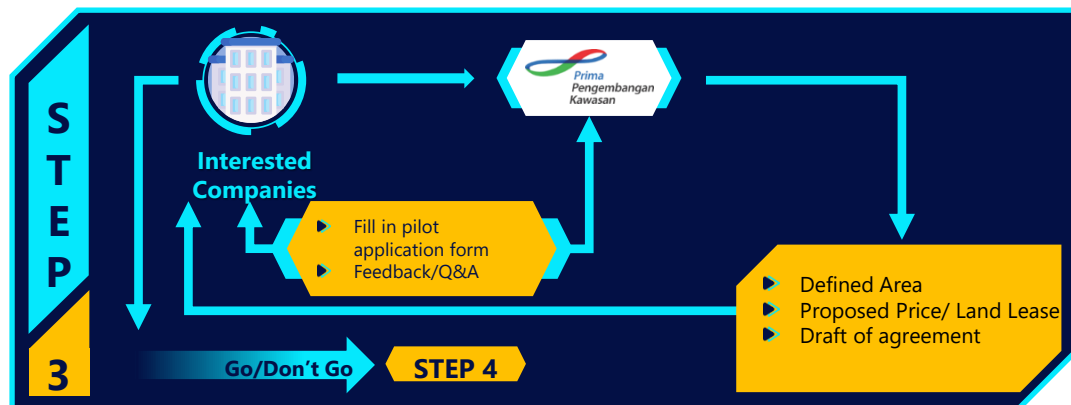 STEP
3
Interested
Companies
Prima
Pengembangan
Kawasan
Fill in pilot
application form
Feedback/Q&A
Defined Area
Proposed Price/ Land Lease
Draft of agreement
Go/Don’t Go
STEP 4